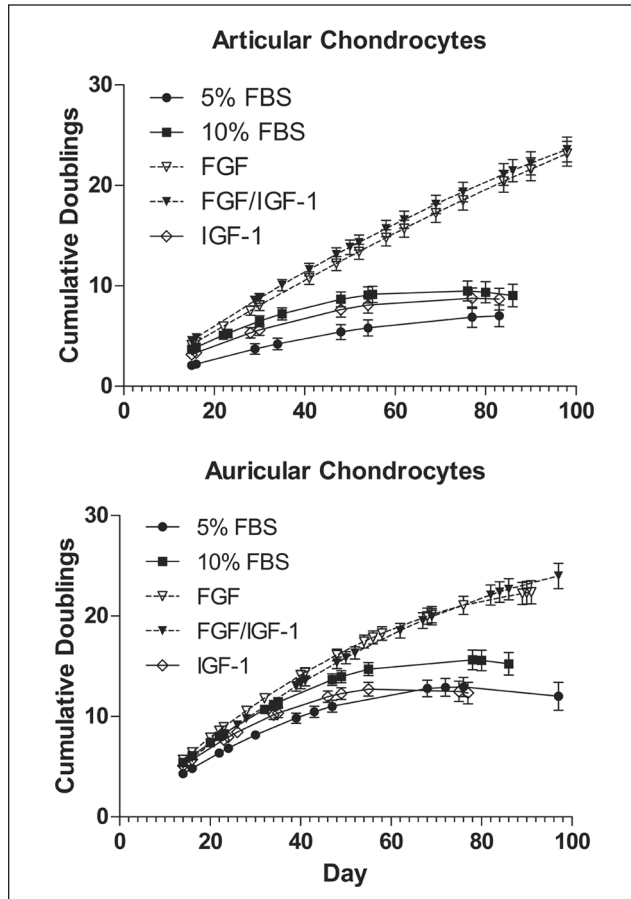 Articular Chondrocytes
30
20
10
0
Cumulative Doublings
5% FBS
10% FBS
FGF
FGF/IGF-1
IGF-1
0 20 40 60 80 100
Auricular Chondrocytes
30
20
10
0
Cumulative Doublings
5% FBS
10% FBS
FGF
FGF/IGF-1
IGF-1
0 20 40 60 80 100
Day